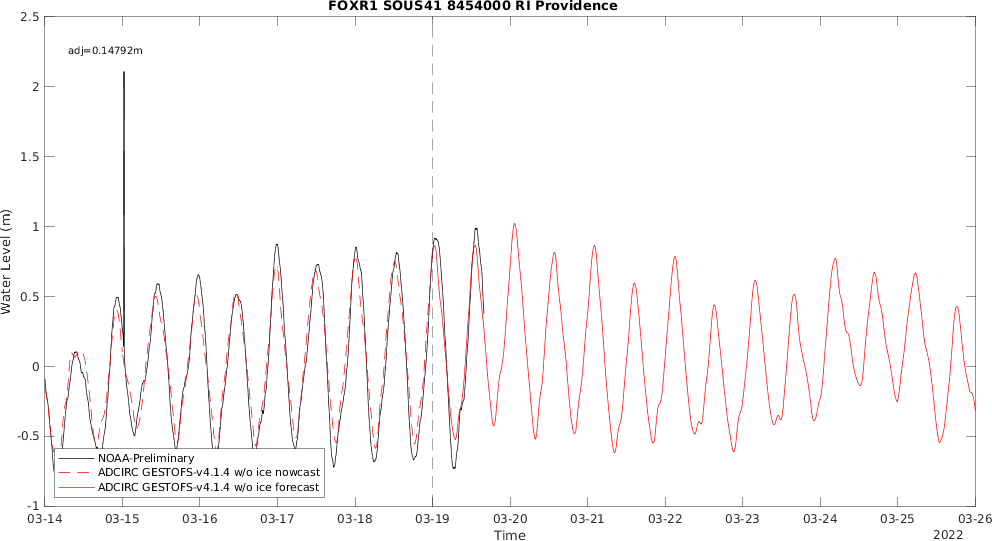 FOXR1 SOUS41 8454000 RI Providence
adj=0.14792m
Water Level (m)
2.5
2
1.5
1
0.5
0
-0.5
-1
NOAA-Preliminary
ADCIRC GESTOFS-v4.1.4 w/o ice nowcast
ADCIRC GESTOFS-v4.1.4 w/o ice forecast
03-14 03-15 03-16 03-17 03-18 03-19 03-20 03-21 03-22 03-23 03-24 03-25 03-26
Time
2022